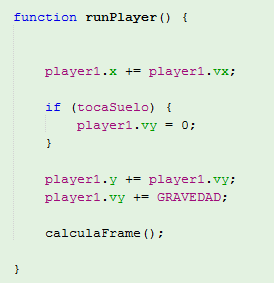 function runPlayer() {
player1.x += player1.vx;
if (tocaSuelo) {
player1.vy = 0;
}
player1.y += player1.vy;
player1.vy += GRAVEDAD;
calculaFrame();
}